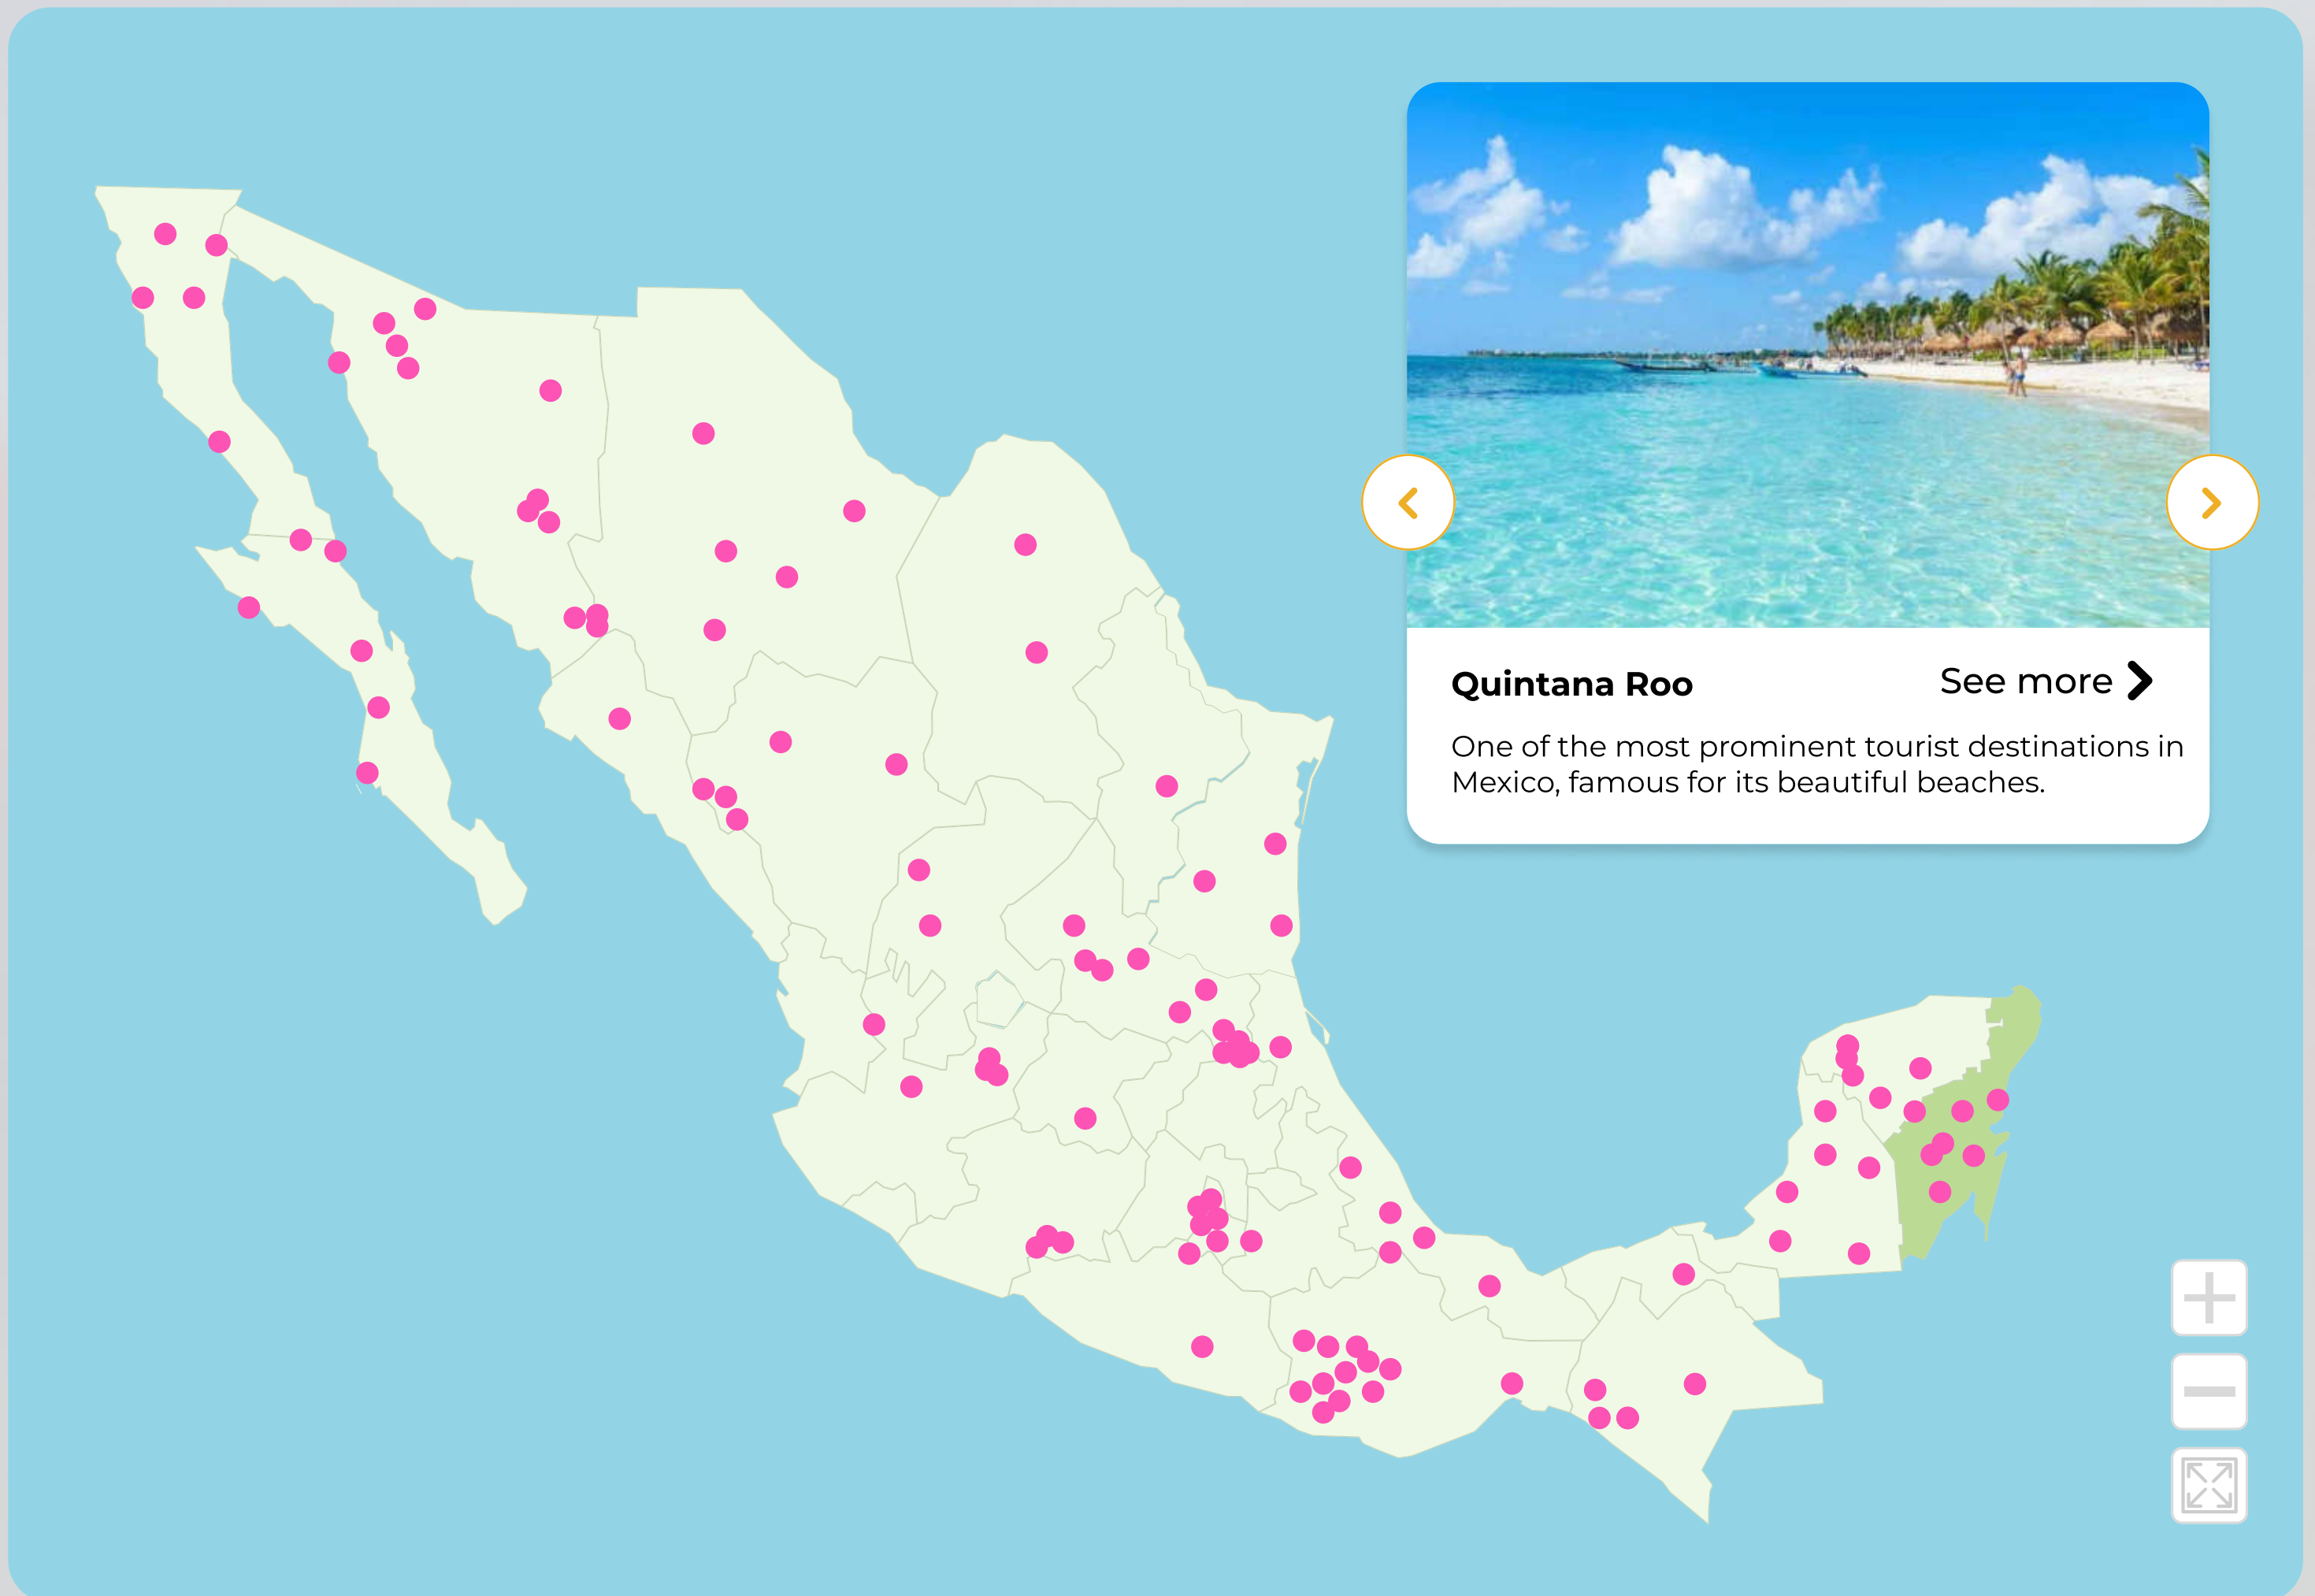 Quintana Roo
See more
One of the most prominent tourist destinations in
Mexico, famous for its beautiful beaches.